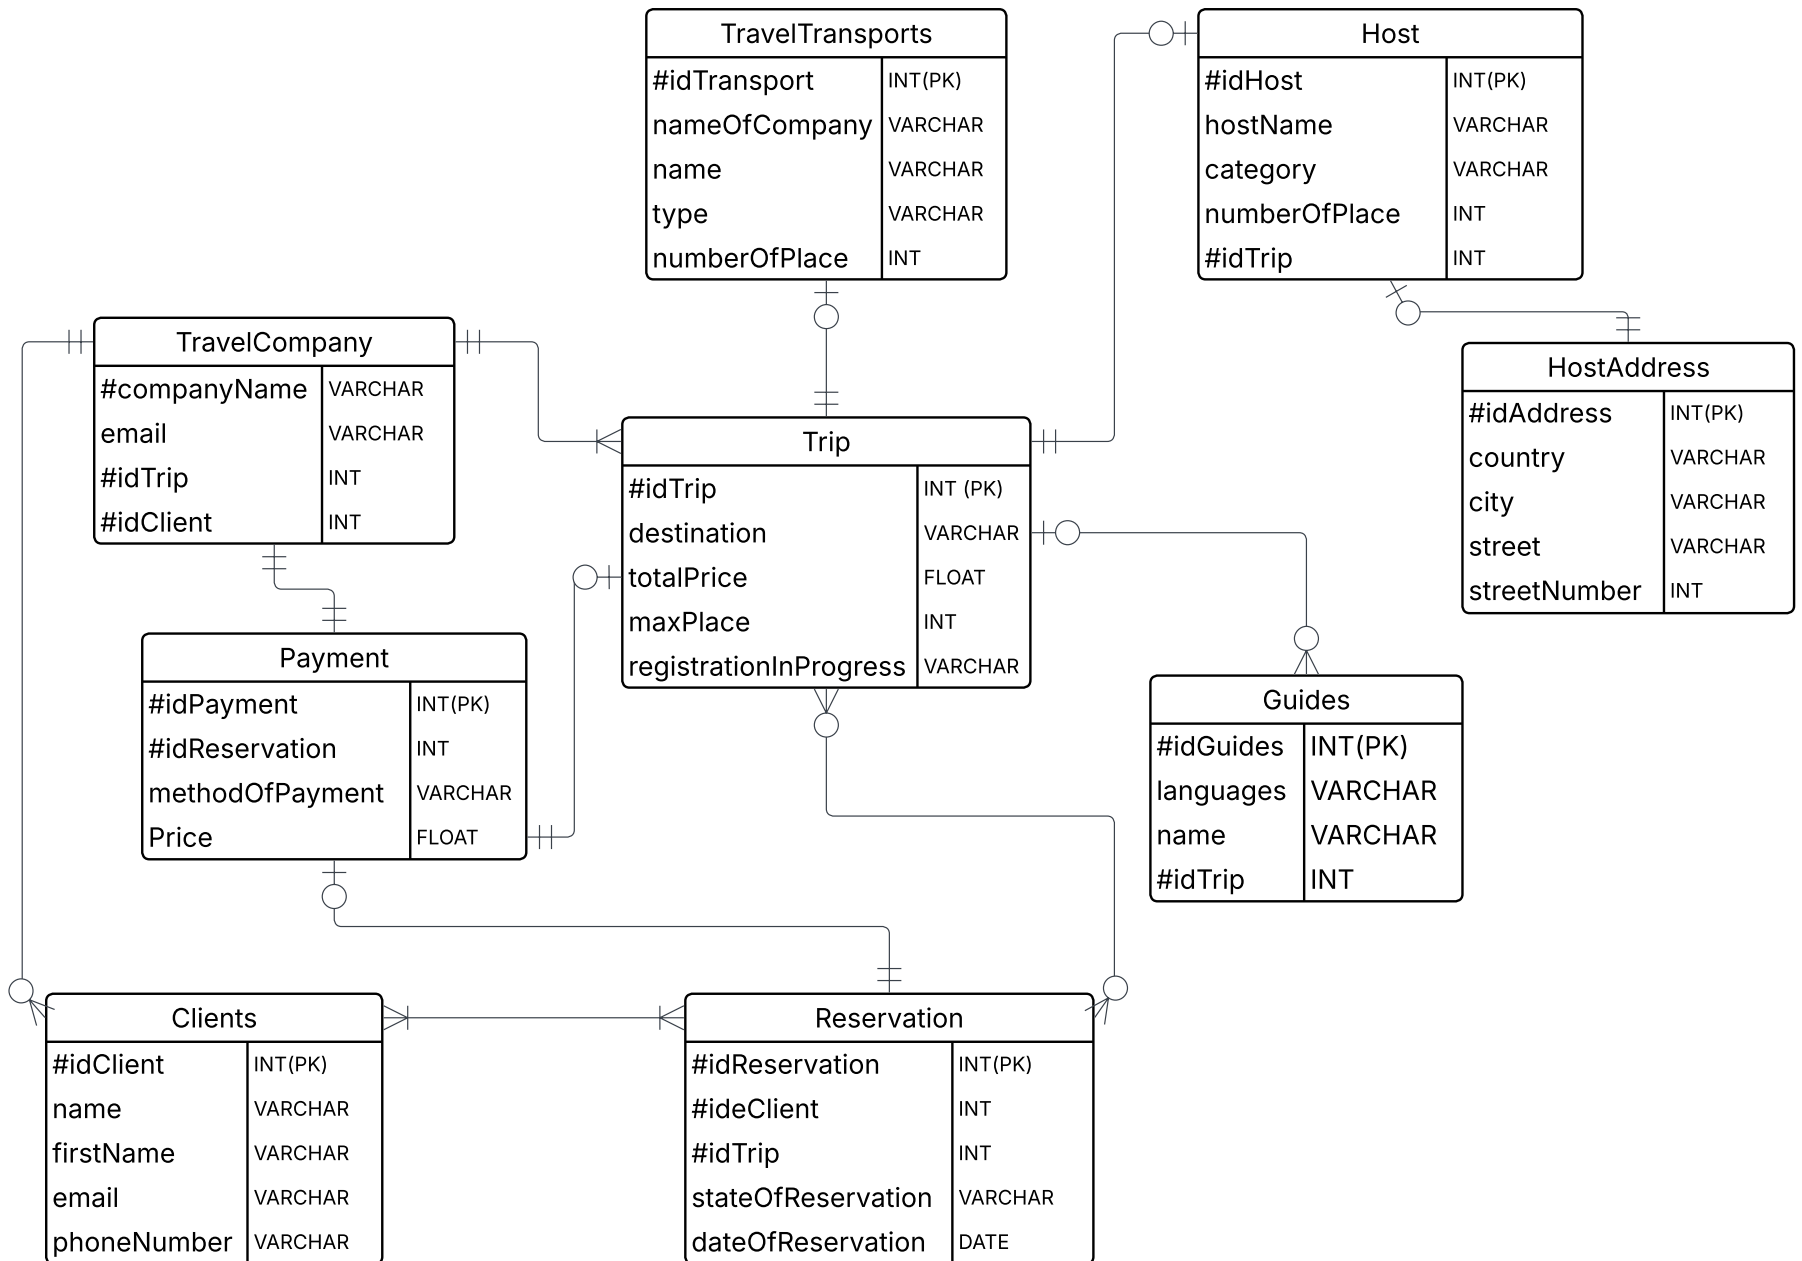 TravelTransports
#idTransport INT(PK)
nameOfCompany VARCHAR
name VARCHAR
type VARCHAR
numberOfPlace INT
Host
#idHost INT(PK)
hostName VARCHAR
category VARCHAR
numberOfPlace INT
#idTrip INT
TravelCompany
#companyName VARCHAR
email VARCHAR
#idTrip INT
#idClient INT
HostAddress
#idAddress INT(PK)
country VARCHAR
city VARCHAR
street VARCHAR
streetNumber INT
Trip
#idTrip INT (PK)
destination VARCHAR
totalPrice FLOAT
maxPlace INT
registrationInProgress VARCHAR
Payment
#idPayment INT(PK)
#idReservation INT
methodOfPayment VARCHAR
Price FLOAT
Guides
#idGuides INT(PK)
languages VARCHAR
name VARCHAR
#idTrip INT
Clients
#idClient INT(PK)
name VARCHAR
firstName VARCHAR
email VARCHAR
phoneNumber VARCHAR
Reservation
#idReservation INT(PK)
#ideClient INT
#idTrip INT
stateOfReservation VARCHAR
dateOfReservation DATE